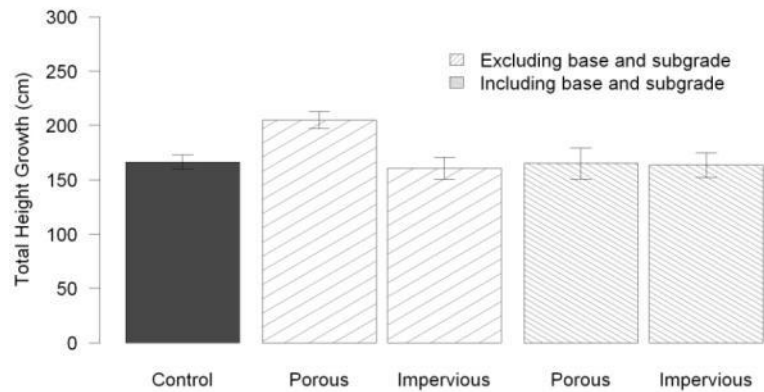 Total Height Growth (cm)
300
250
200
150
100
50
0
Excluding base and subgrade
Including base and subgrade
Control Porous Impervious Porous Impervious